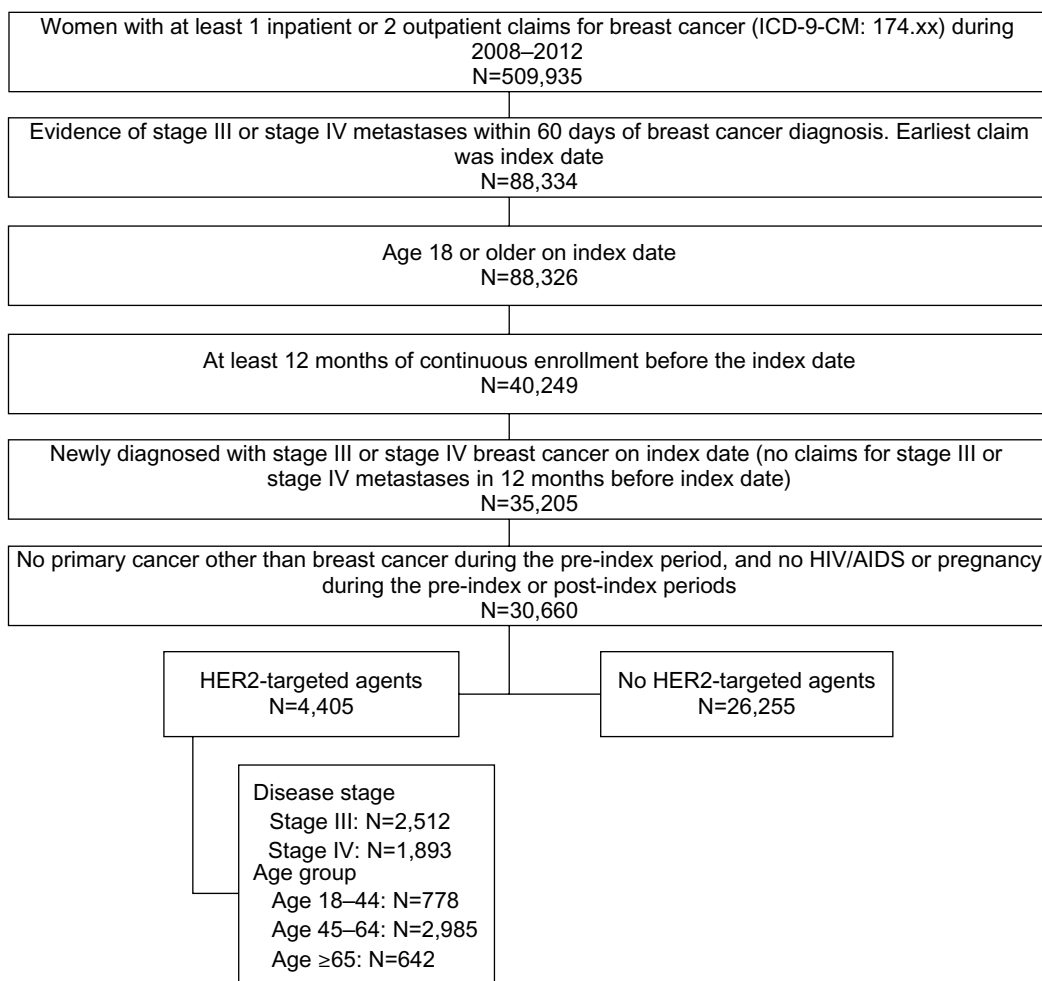 Women with at least 1 inpatient or 2 outpatient claims for breast cancer (ICD-9-CM: 174.xx) during
2008–2012
N=509,935
Evidence of stage III or stage IV metastases within 60 days of breast cancer diagnosis. Earliest claim
was index date
N=88,334
Age 18 or older on index date
N=88,326
At least 12 months of continuous enrollment before the index date
N=40,249
Newly diagnosed with stage III or stage IV breast cancer on index date (no claims for stage III or
stage IV metastases in 12 months before index date)
N=35,205
No primary cancer other than breast cancer during the pre-index period, and no HIV/AIDS or pregnancy
during the pre-index or post-index periods
N=30,660
HER2-targeted agents
N=4,405
No HER2-targeted agents
N=26,255
Disease stage
Stage III: N=2,512
Stage IV: N=1,893
Age group
Age 18–44: N=778
Age 45–64: N=2,985
Age ≥65: N=642